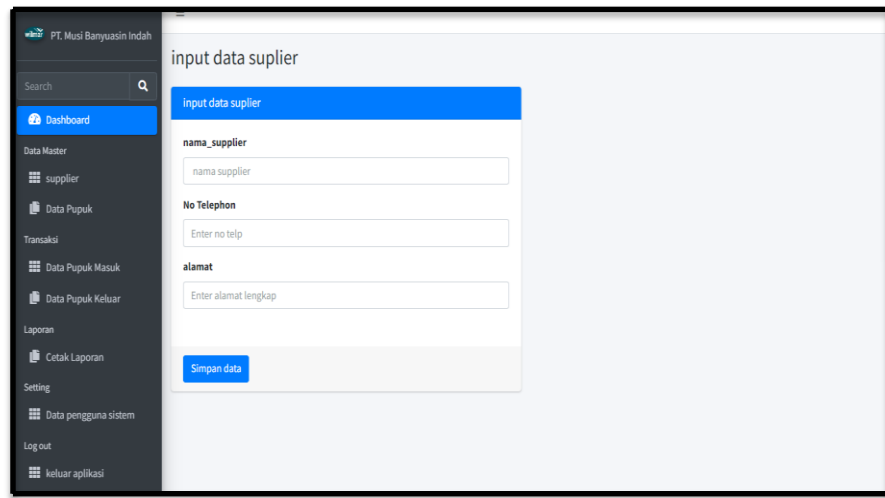 wilmar PT. Musi Banyuasin Indah
Search
Dashboard
Data Master
supplier
Data Pupuk
Transaksi
Data Pupuk Masuk
Data Pupuk Keluar
Laporan
Cetak Laporan
Setting
Data pengguna sistem
Log out
keluar aplikasi
input data suplier
input data suplier
nama_supplier
nama supplier
No Telephon
Enter no telp
alamat
Enter alamat lengkap
Simpan data